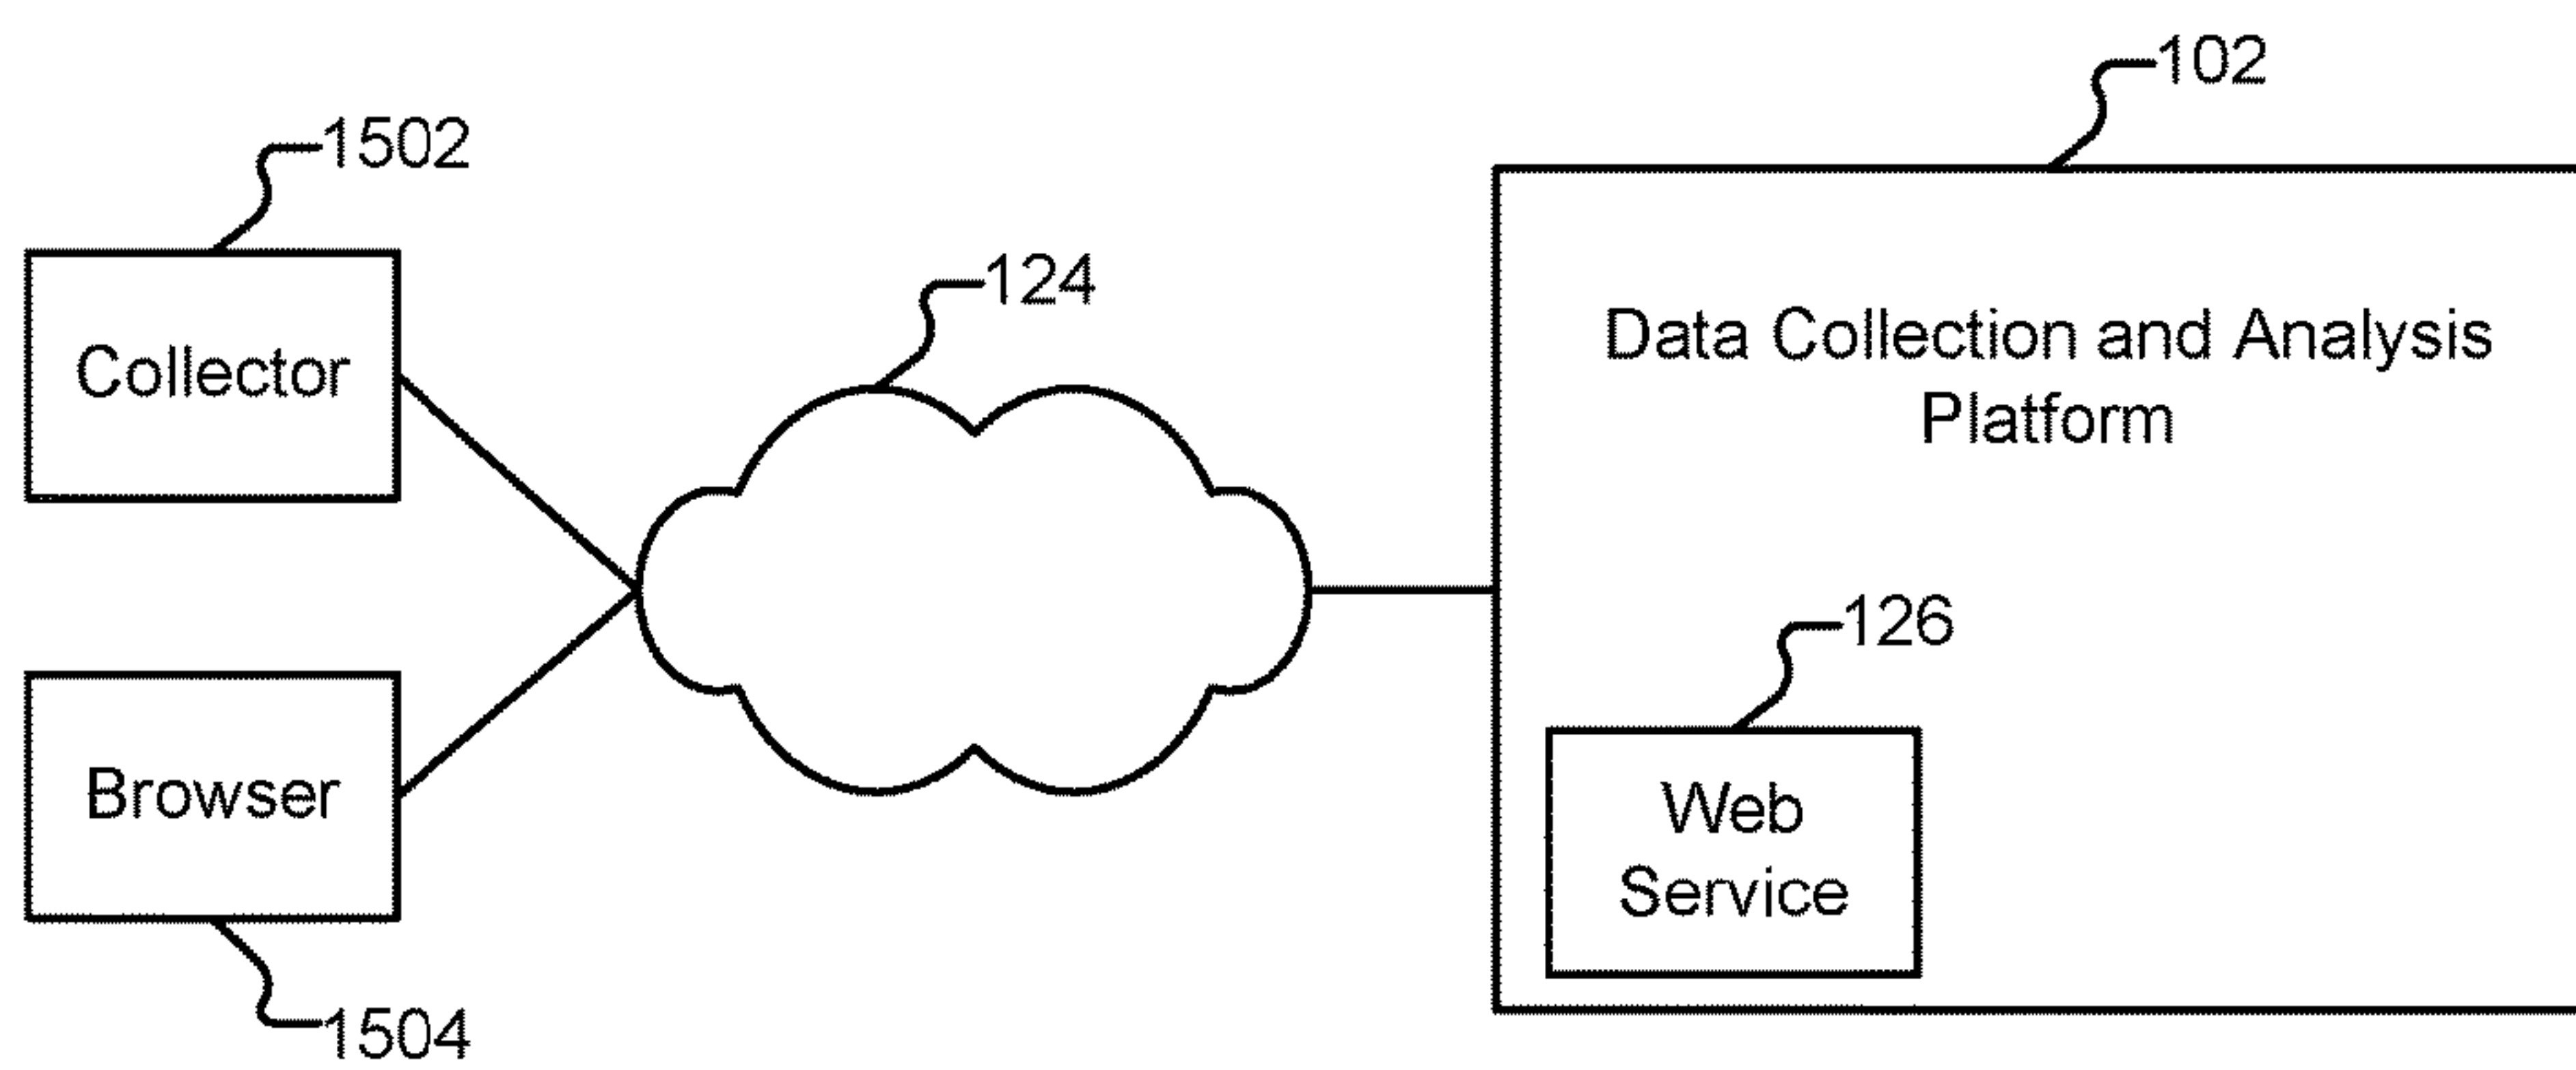 102
1502
124
Collector
Data Collection and Analysis
Platform
126
Browser
Web
Service
1504